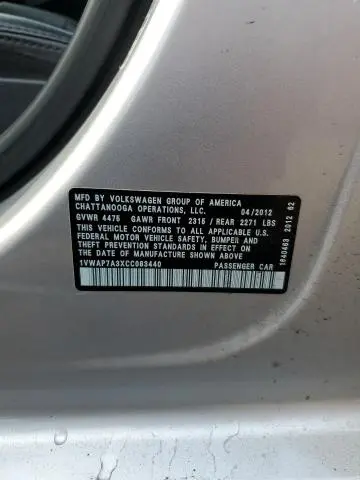 MFD BY VOLKSWAGEN GROUP OF AMERICA
CHATTANOOGA OPERATIONS, LLC. 04/2012
GVWR 4475 GAWR FRONT 2315 / REAR 2271 LBS
THIS VEHICLE CONFORMS TO ALL APPLICABLE U.S.
FEDERAL MOTOR VEHICLE SAFETY, BUMPER AND
THEFT PREVENTION STANDARDS IN EFFECT ON
THE DATE OF MANUFACTURE SHOWN ABOVE
1VWAP7A3XCC083440 PASSENGER CAR
1640463 2012 62